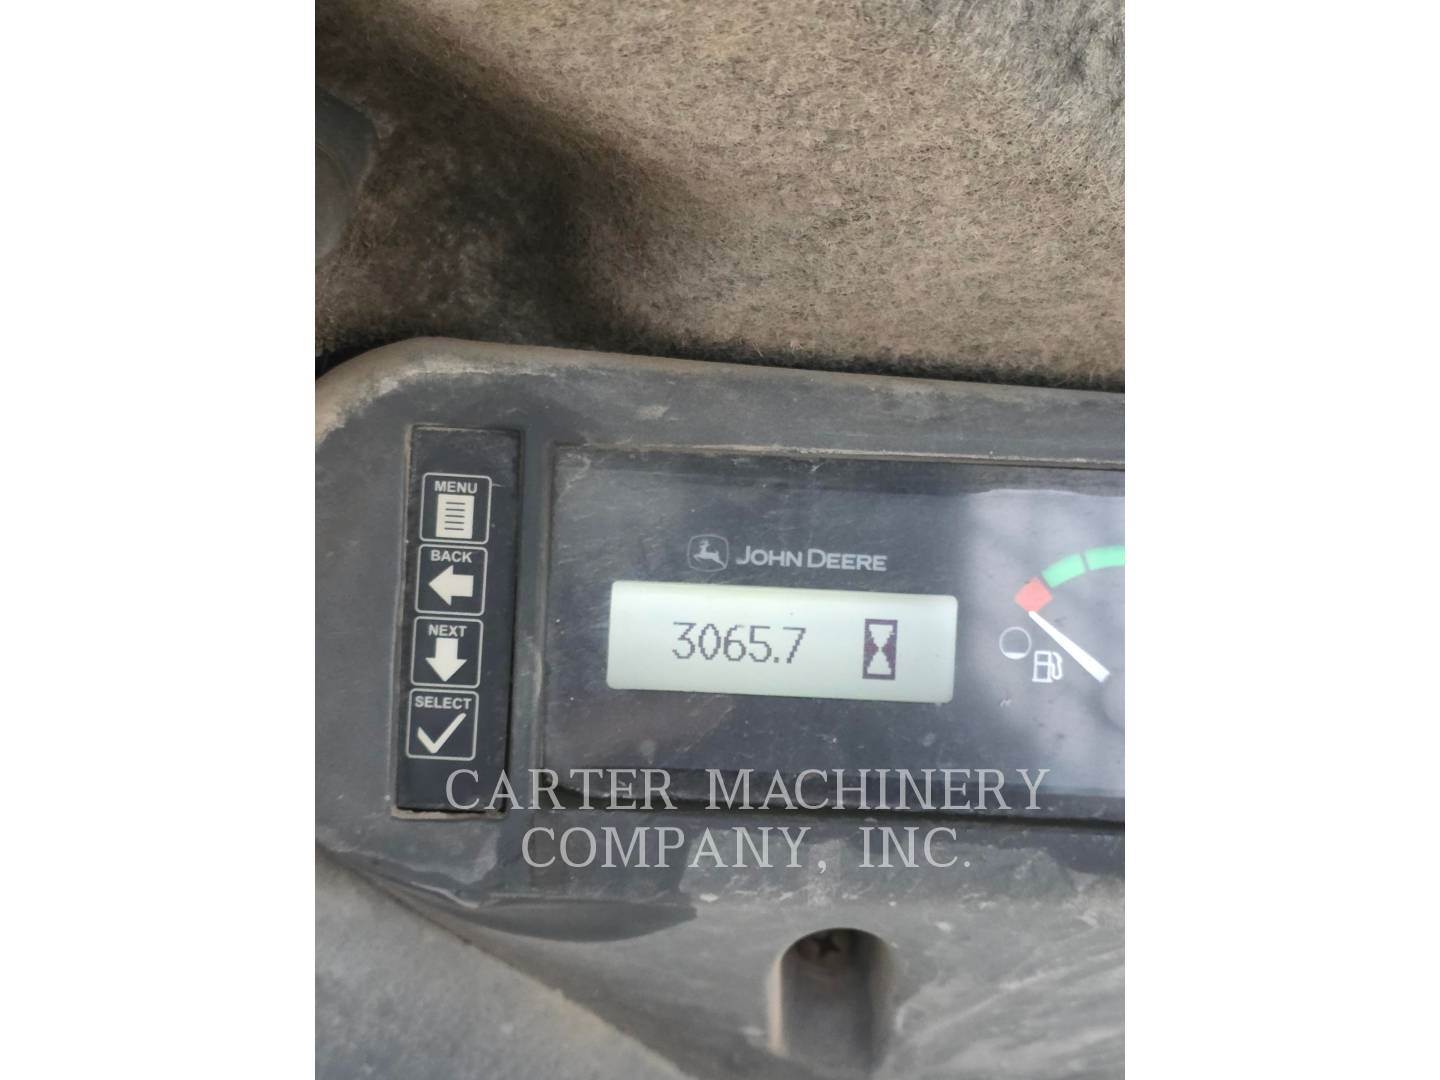 MENU
BACK
NEXT
SELECT
JOHN DEERE
3065.7
CARTER MACHINERY
COMPANY, INC.